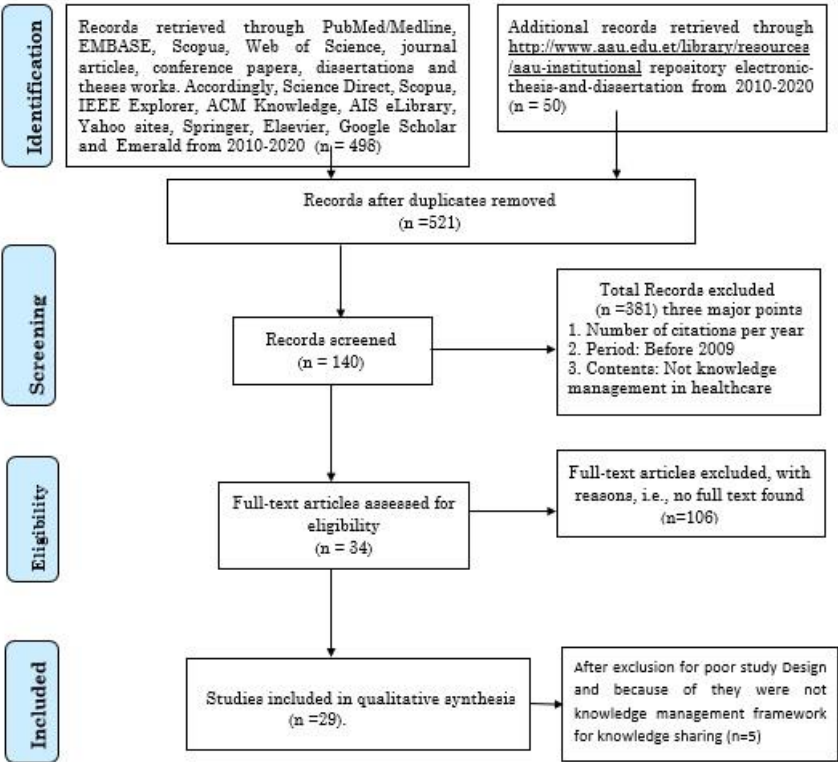 Identification
Records retrieved through PubMed/Medline,
EMBASE, Scopus, Web of Science, journal
articles, conference papers, dissertations and
theses works. Accordingly, Science Direct, Scopus,
IEEE Explorer, ACM Knowledge, AIS eLibrary,
Yahoo sites, Springer, Elsevier, Google Scholar
and Emerald from 2010-2020 (n = 498)
Additional records retrieved through
http://www.aau.edu.et/library/resources
/aau-institutional repository electronic-
thesis-and-dissertation from 2010-2020
(n = 50)
Records after duplicates removed
(n =521)
Screening
Records screened
(n = 140)
Total Records excluded
(n =381) three major points
1. Number of citations per year
2. Period: Before 2009
3. Contents: Not knowledge
management in healthcare
Eligibility
Full-text articles assessed for
eligibility
(n = 34)
Full-text articles excluded, with
reasons, i.e., no full text found
(n=106)
Included
Studies included in qualitative synthesis
(n =29).
After exclusion for poor study Design
and because of they were not
knowledge management framework
for knowledge sharing (n=5)